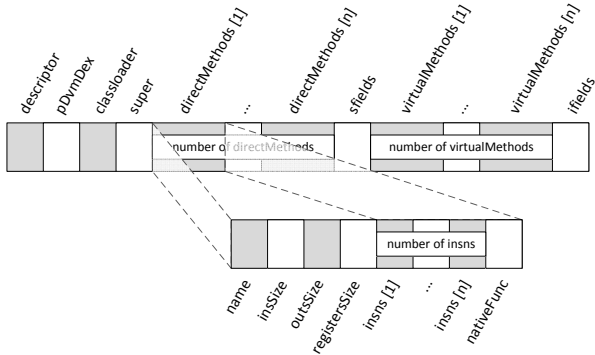 descriptor
pDvmDex
classloader
super
directMethods [1]
...
directMethods [n]
sfields
virtualMethods [1]
...
virtualMethods [n]
ifields
number of directMethods
number of virtualMethods
number of insns
name
insSize
outsSize
registersSize
insns [1]
...
insns [n]
nativeFunc